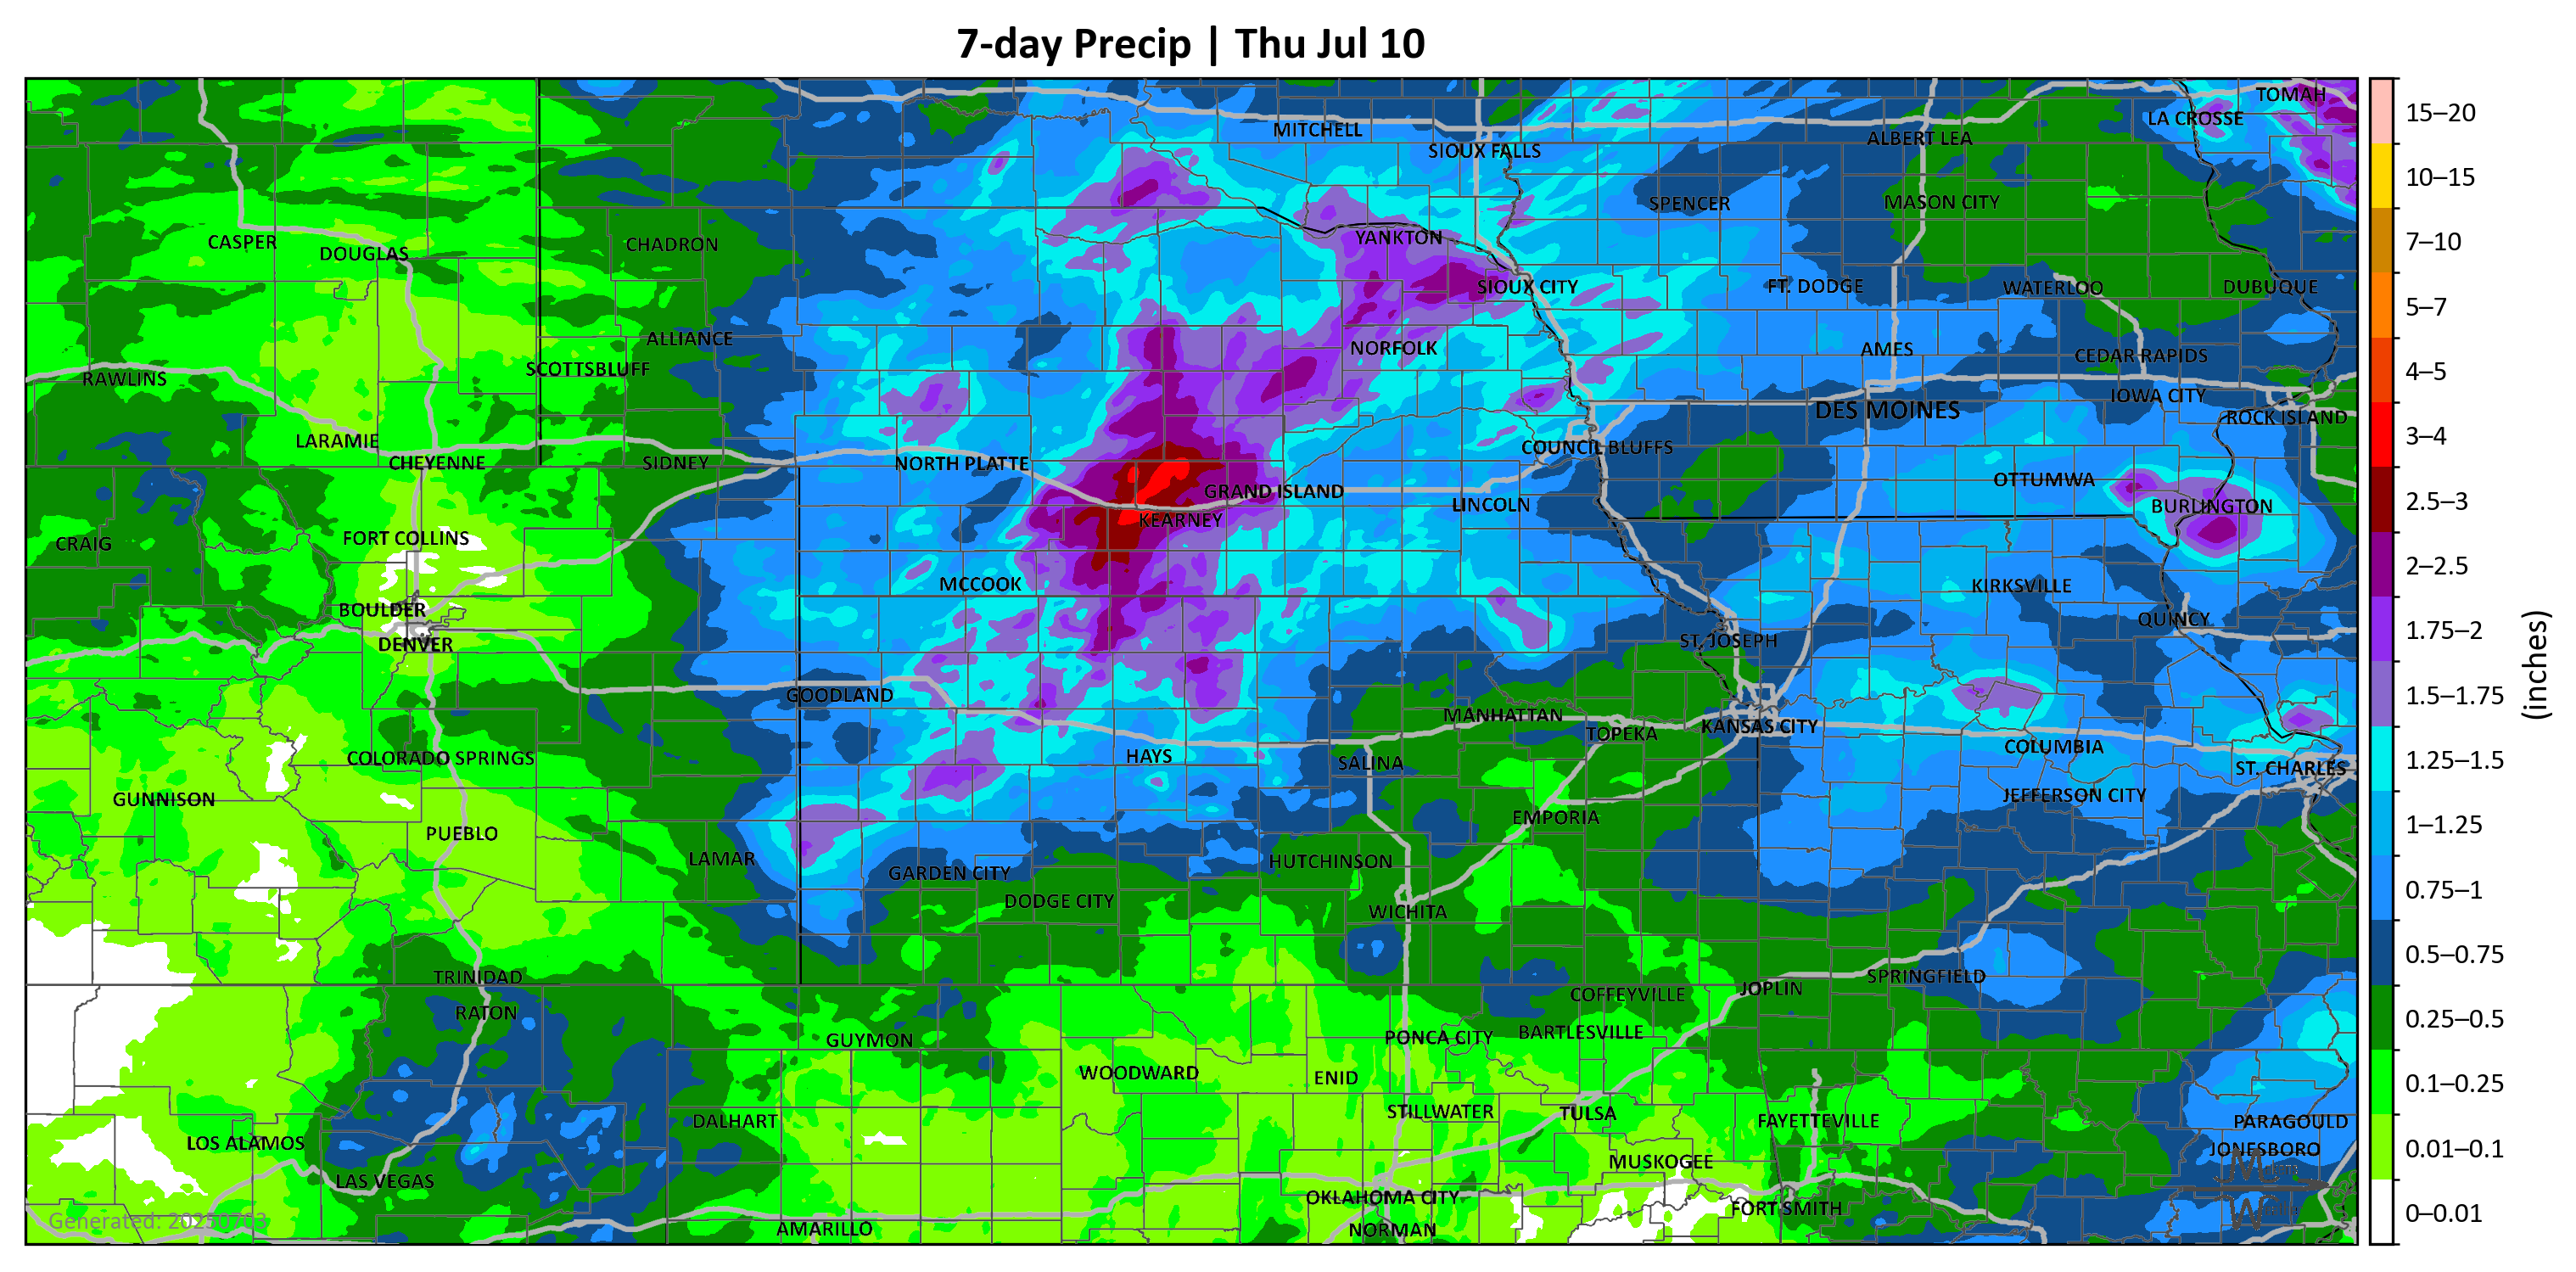 7-day Precip | Thu Jul 10
TOMAH
LA CROSSE
MITCHELL
ALBERT LEA
SIOUX FALLS
SPENCER
MASON CITY
CASPER
DOUGLAS
CHADRON
YANKTON
SIOUX CITY
FT. DODGE
WATERLOO
DUBUQUE
ALLIANCE
NORFOLK
AMES
CEDAR RAPIDS
SCOTTSBLUFF
RAWLINS
IOWA CITY
DES MOINES
ROCK ISLAND
LARAMIE
COUNCIL BLUFFS
CHEYENNE
SIDNEY
NORTH PLATTE
OTTUMWA
GRAND ISLAND
LINCOLN
BURLINGTON
KEARNEY
FORT COLLINS
CRAIG
MCCOOK
KIRKSVILLE
BOULDER
QUINCY
DENVER
ST. JOSEPH
GOODLAND
MANHATTAN
KANSAS CITY
TOPEKA
COLUMBIA
COLORADO SPRINGS
HAYS
SALINA
ST. CHARLES
GUNNISON
JEFFERSON CITY
EMPORIA
PUEBLO
LAMAR
HUTCHINSON
GARDEN CITY
DODGE CITY
WICHITA
TRINIDAD
SPRINGFIELD
JOPLIN
COFFEYVILLE
RATON
GUYMON
PONCA CITY
BARTLESVILLE
WOODWARD
ENID
STILLWATER
TULSA
DALHART
FAYETTEVILLE
PARAGOULD
LOS ALAMOS
JONESBORO
MUSKOGEE
LAS VEGAS
OKLAHOMA CITY
FORT SMITH
Generated: 20250703
AMARILLO
NORMAN
15–20
10–15
7–10
5–7
4–5
3–4
2.5–3
2–2.5
1.75–2
1.5–1.75
1.25–1.5
1–1.25
0.75–1
0.5–0.75
0.25–0.5
0.1–0.25
0.01–0.1
0–0.01
(inches)